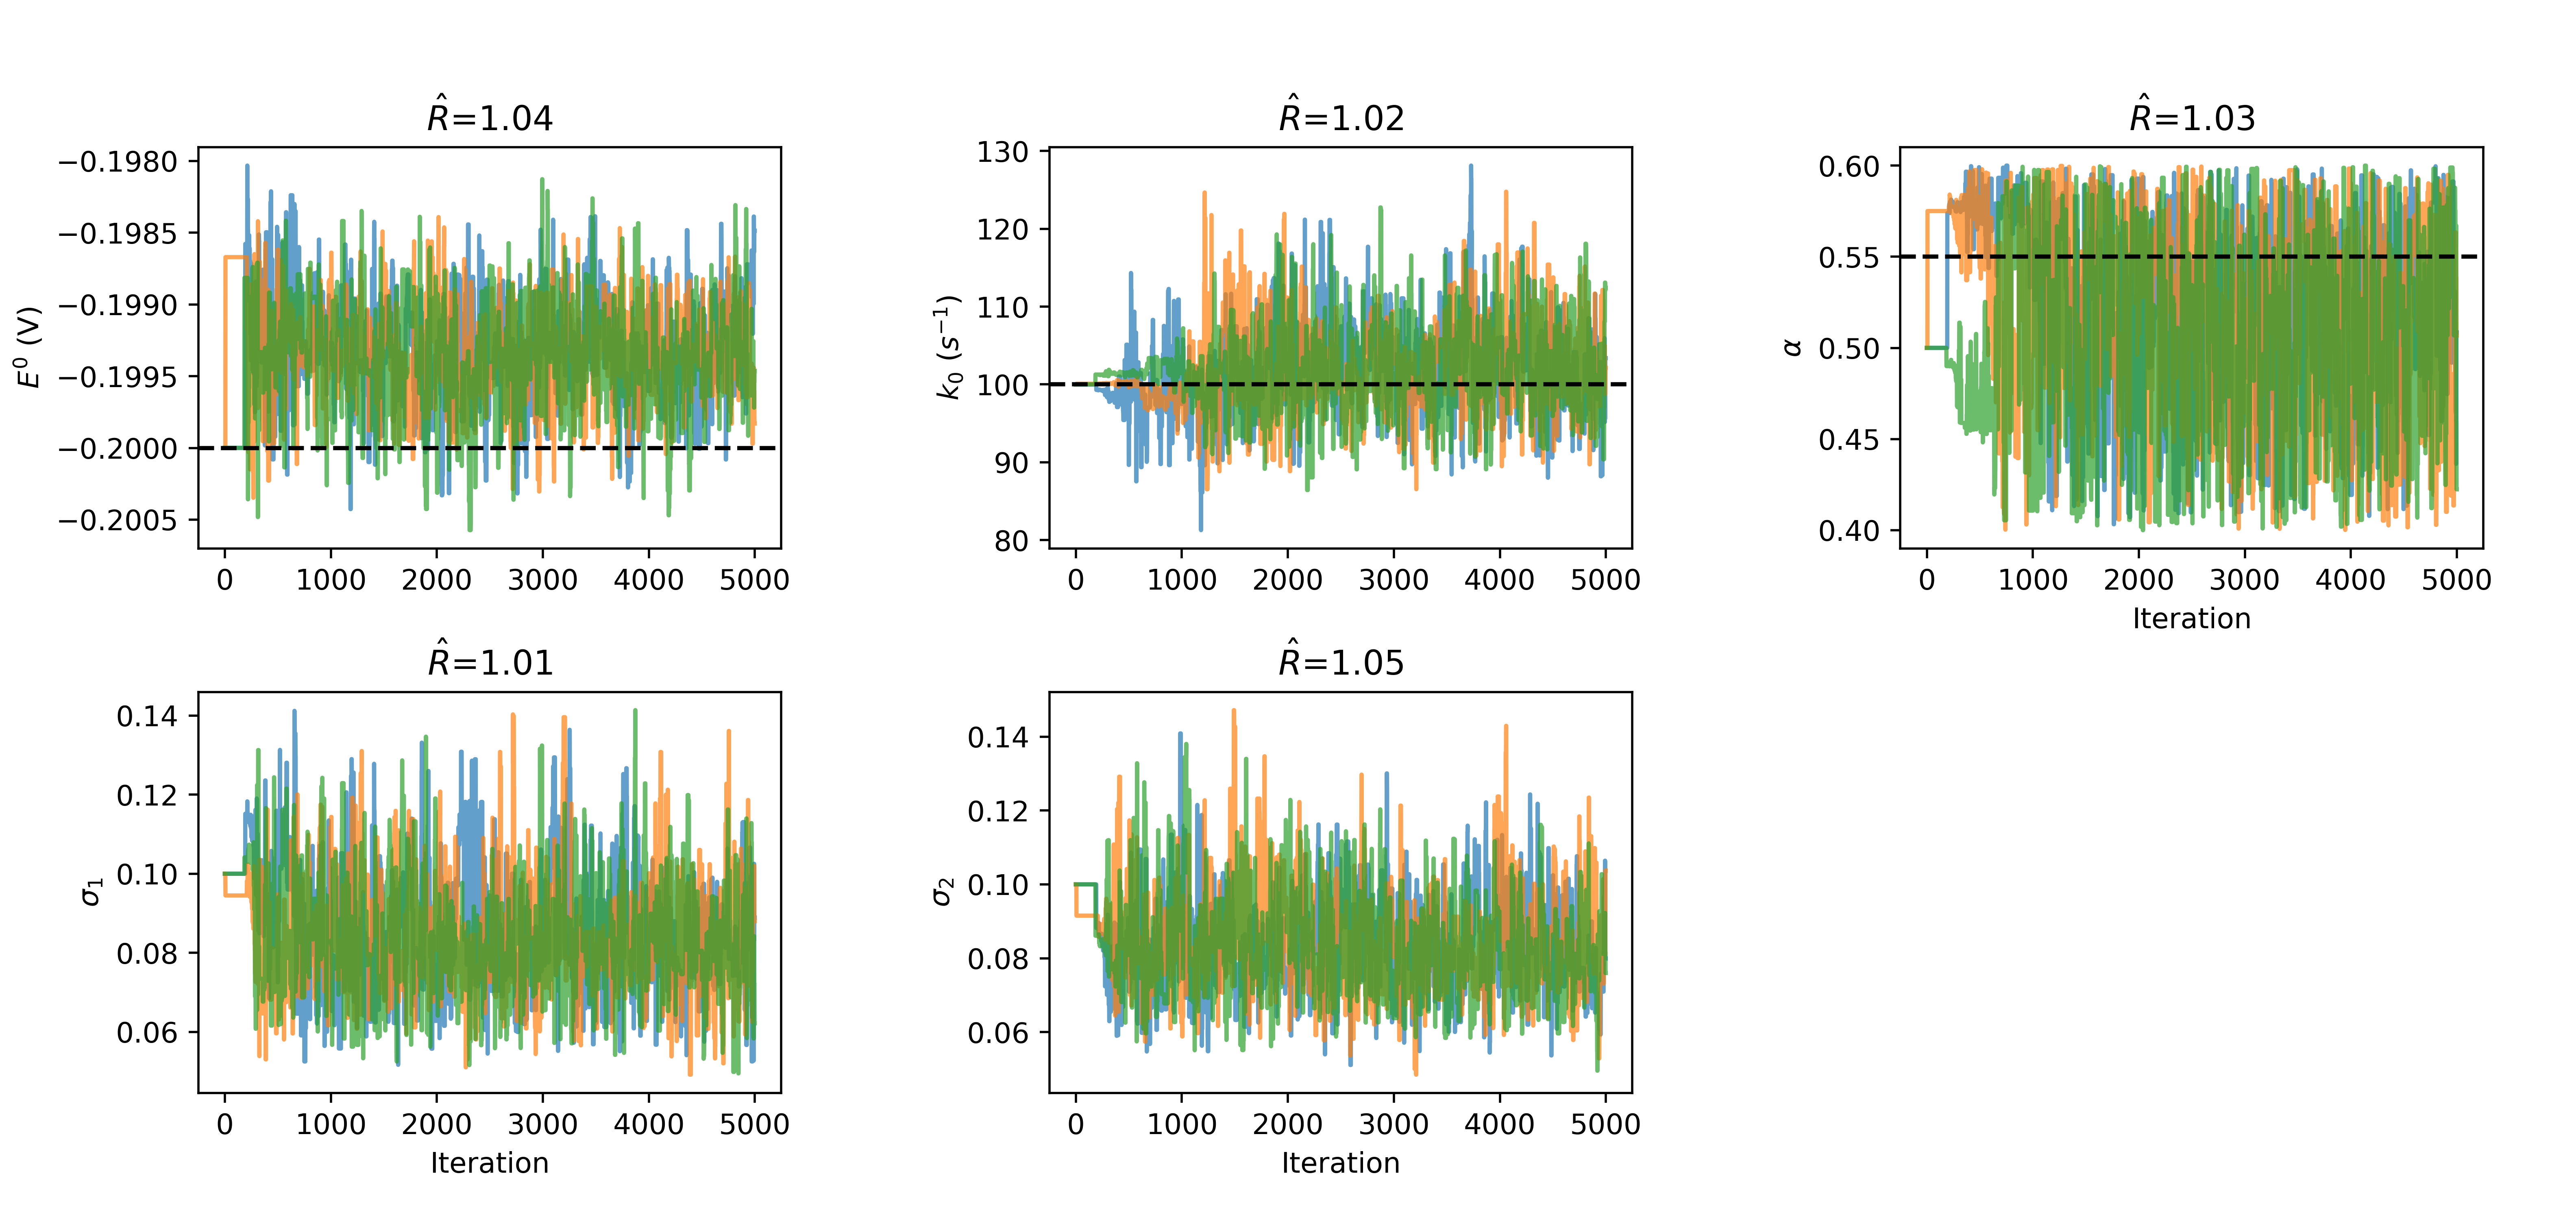 R̂=1.04
−0.1980
−0.1985
−0.1990
−0.1995
−0.2000
−0.2005
E⁰ (V)
0 1000 2000 3000 4000 5000
R̂=1.02
130
120
110
100
90
80
k₀ (s⁻¹)
0 1000 2000 3000 4000 5000
R̂=1.03
0.60
0.55
0.50
0.45
0.40
α
0 1000 2000 3000 4000 5000
Iteration
R̂=1.01
0.14
0.12
0.10
0.08
0.06
σ₁
0 1000 2000 3000 4000 5000
Iteration
R̂=1.05
0.14
0.12
0.10
0.08
0.06
σ₂
0 1000 2000 3000 4000 5000
Iteration